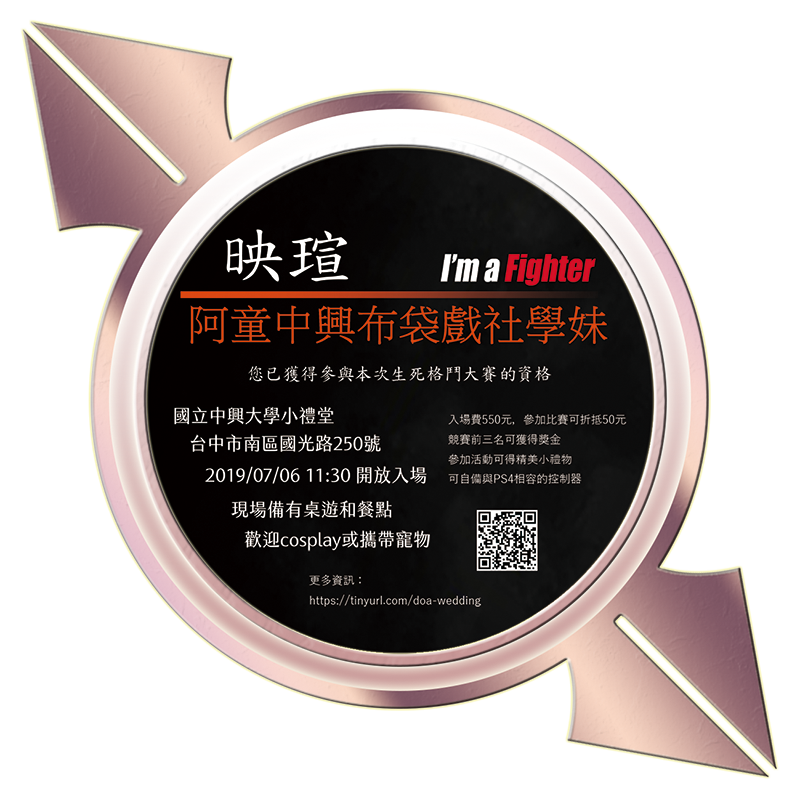 映瑄
I'm a Fighter
阿童中興布袋戲社學妹
您已獲得參與本次生死格鬥大賽的資格
國立中興大學小禮堂
台中市南區國光路250號
2019/07/06 11:30 開放入場
現場備有桌遊和餐點
歡迎cosplay或攜帶寵物
入場費550元，參加比賽可折抵50元
競賽前三名可獲得獎金
參加活動可得精美小禮物
可自備與PS4相容的控制器
更多資訊：
https://tinyurl.com/doa-wedding